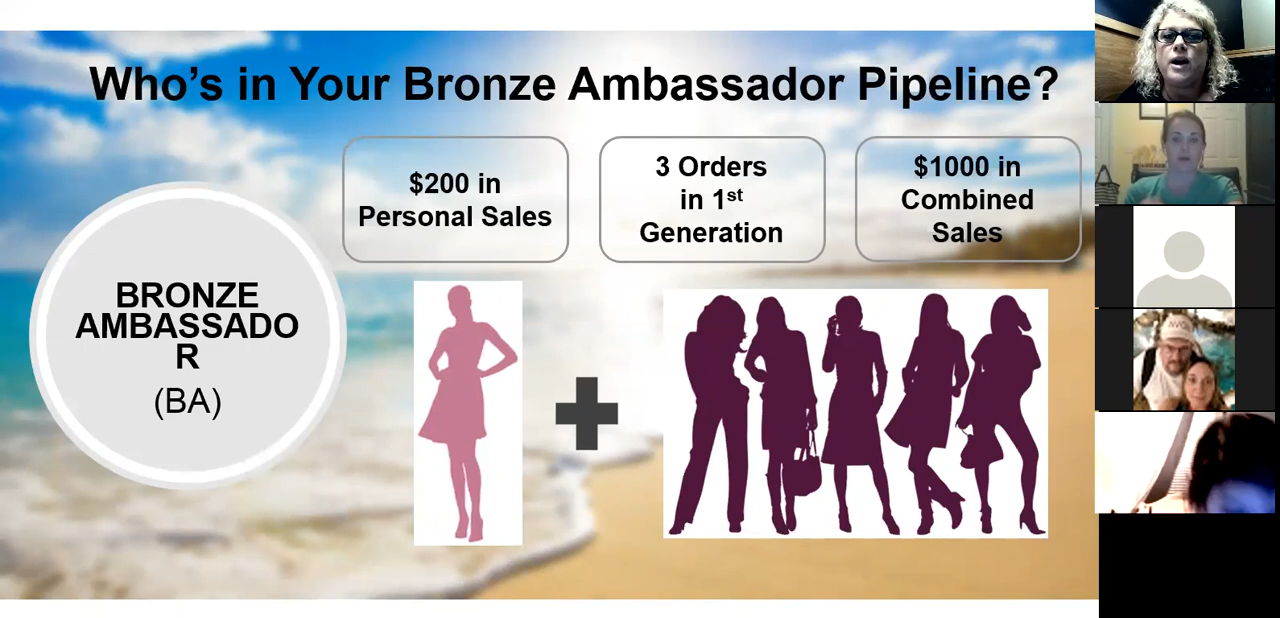 Who’s in Your Bronze Ambassador Pipeline?
$200 in
Personal Sales
3 Orders
in 1st
Generation
$1000 in
Combined
Sales
BRONZE
AMBASSADO
R
(BA)